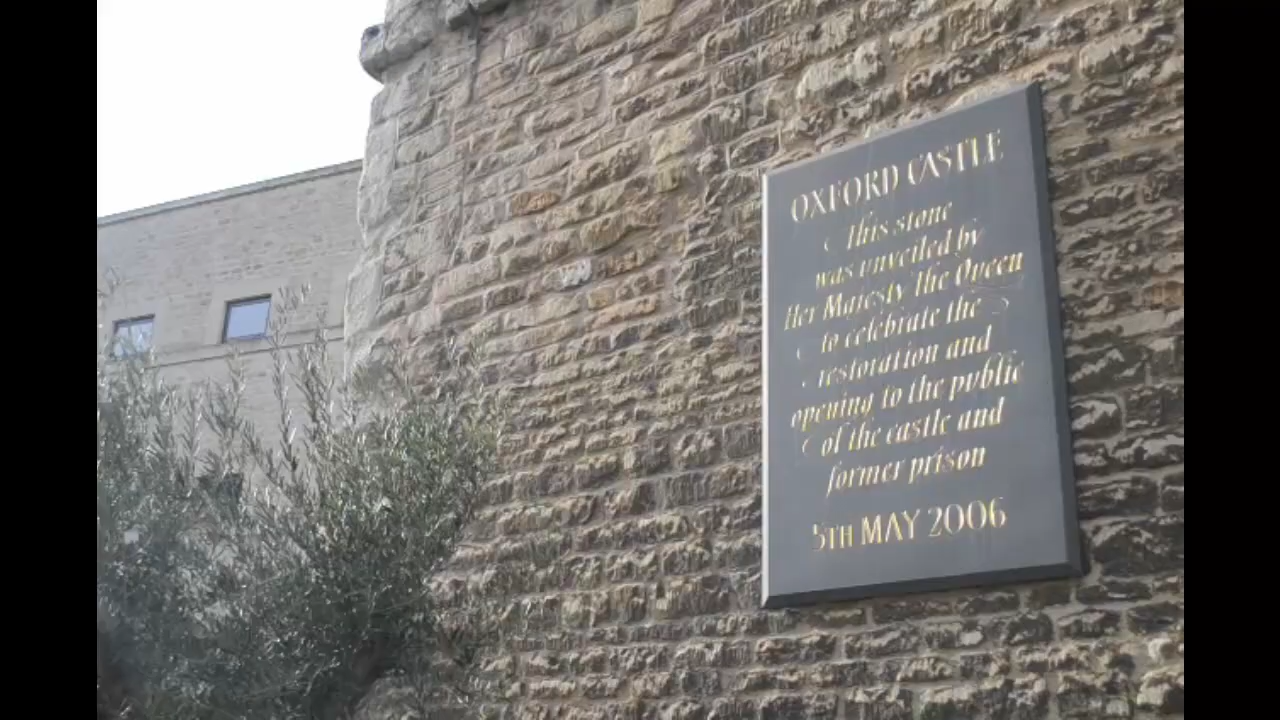 OXFORD CASTLE
This stone
was unveiled by
Her Majesty The Queen
to celebrate the
restoration and
opening to the public
of the castle and
former prison
5TH MAY 2006